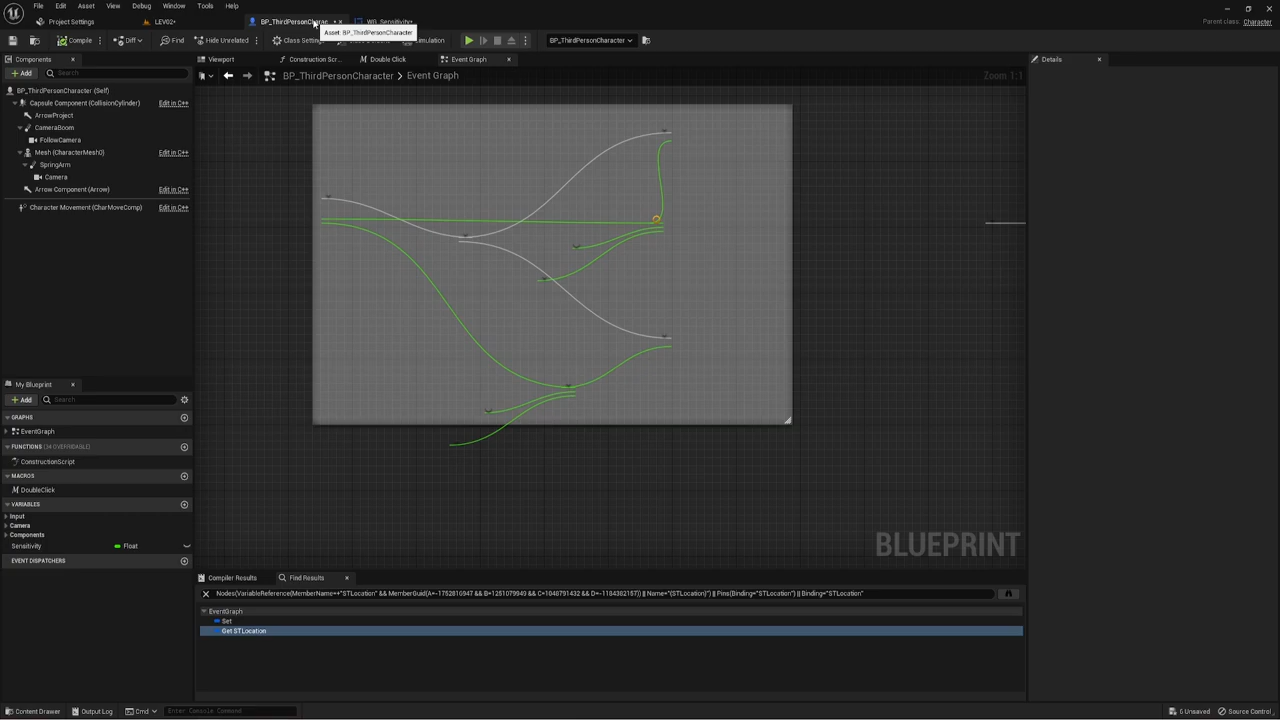 File Edit Asset View Debug Window Tools Help
Project Settings LEV02* BP_ThirdPersonCharac WG_Sensitivity* Parent class: Character
Asset: BP_ThirdPersonCharacter
Compile Diff Find Hide Unrelated Class Settings BP_ThirdPersonCharacter
Components Viewport Construction Scr... Double Click Event Graph Details
Add Search BP_ThirdPersonCharacter > Event Graph Zoom 1:1
BP_ThirdPersonCharacter (Self)
Capsule Component (CollisionCylinder) Edit in C++
ArrowProject
CameraBoom
FollowCamera
Mesh (CharacterMesh0) Edit in C++
SpringArm
Camera
Arrow Component (Arrow) Edit in C++
Character Movement (CharMoveComp) Edit in C++
My Blueprint
Add Search
GRAPHS
EventGraph
FUNCTIONS (34 OVERRIDABLE)
ConstructionScript
MACROS
DoubleClick
VARIABLES
Input
Camera
Components
Sensitivity Float
EVENT DISPATCHERS
BLUEPRINT
Compiler Results Find Results
Nodes(VariableReference(MemberName=+"STLocation" && MemberGuid(A=-1752816947 && B=1251079949 && C=1048791432 && D=-1184382157)) || Name="(STLocation)") || Pins(Binding="STLocation") || Binding="STLocation"
EventGraph
Set
Get STLocation
Content Drawer Output Log Cmd Enter Console Command 6 Unsaved Source Control